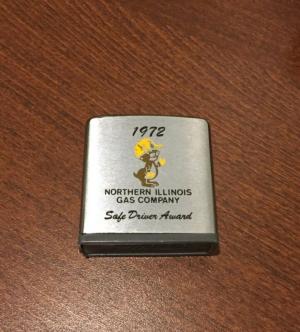 1972
NORTHERN ILLINOIS
GAS COMPANY
Safe Driver Award